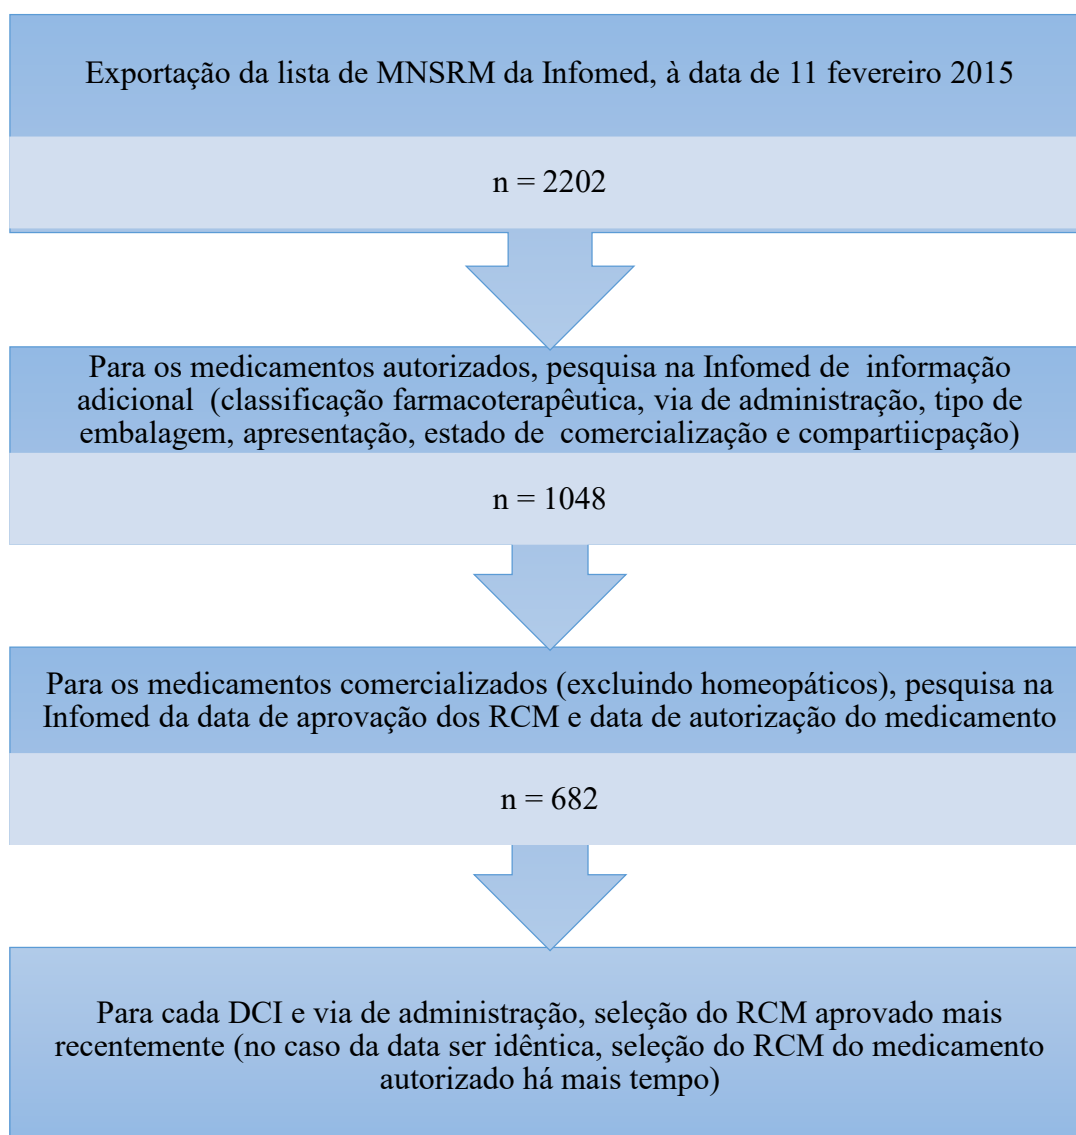 Exportação da lista de MNSRM da Infomed, à data de 11 fevereiro 2015
n = 2202
Para os medicamentos autorizados, pesquisa na Infomed de informação
adicional (classificação farmacoterapêutica, via de administração, tipo de
embalagem, apresentação, estado de comercialização e compartiicpação)
n = 1048
Para os medicamentos comercializados (excluindo homeopáticos), pesquisa na
Infomed da data de aprovação dos RCM e data de autorização do medicamento
n = 682
Para cada DCI e via de administração, seleção do RCM aprovado mais
recentemente (no caso da data ser idêntica, seleção do RCM do medicamento
autorizado há mais tempo)